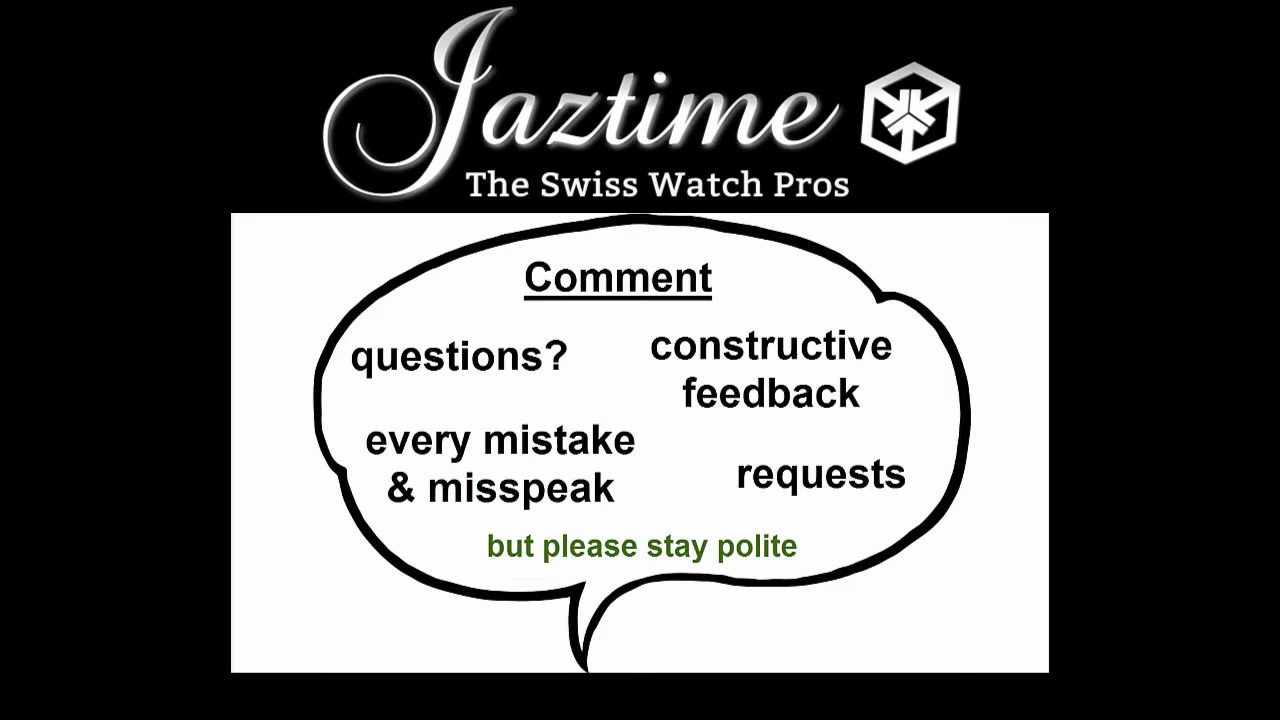 Jaztime
The Swiss Watch Pros
Comment
questions?
constructive
feedback
every mistake
& misspeak
requests
but please stay polite